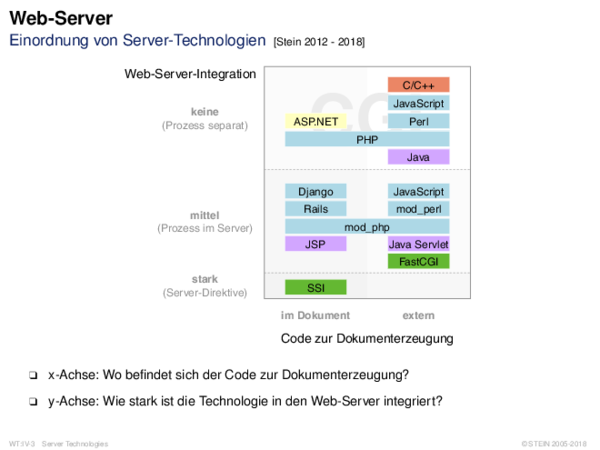 Web-Server
Einordnung von Server-Technologien [Stein 2012 - 2018]
Web-Server-Integration
CGI
C/C++
JavaScript
keine
(Prozess separat)
ASP.NET
Perl
PHP
Java
Django
JavaScript
Rails
mod_perl
mittel
(Prozess im Server)
mod_php
JSP
Java Servlet
FastCGI
stark
(Server-Direktive)
SSI
im Dokument
extern
Code zur Dokumenterzeugung
❑ x-Achse: Wo befindet sich der Code zur Dokumenterzeugung?
❑ y-Achse: Wie stark ist die Technologie in den Web-Server integriert?
WT:IV-3 Server Technologies
© STEIN 2005-2018